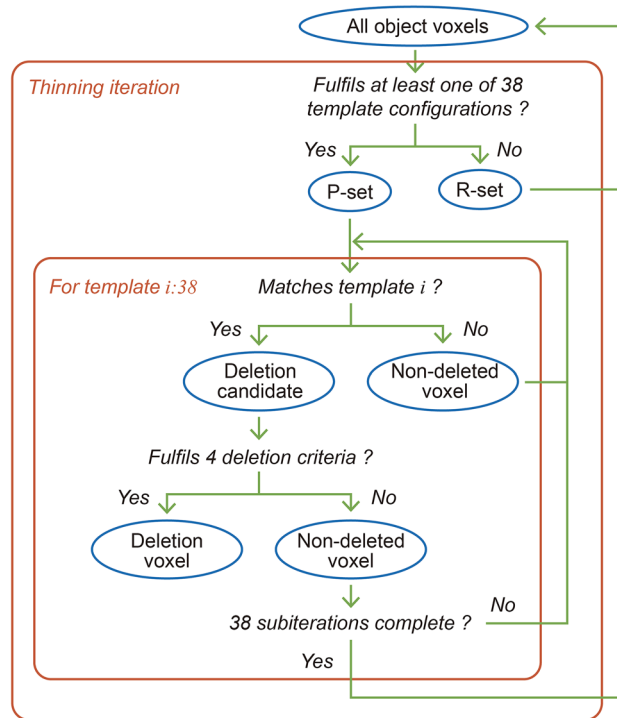 All object voxels
Thinning iteration
Fulfils at least one of 38
template configurations ?
Yes
No
P-set
R-set
For template i:38
Matches template i ?
Yes
No
Deletion
candidate
Non-deleted
voxel
Fulfils 4 deletion criteria ?
Yes
No
Deletion
voxel
Non-deleted
voxel
38 subiterations complete ?
No
Yes